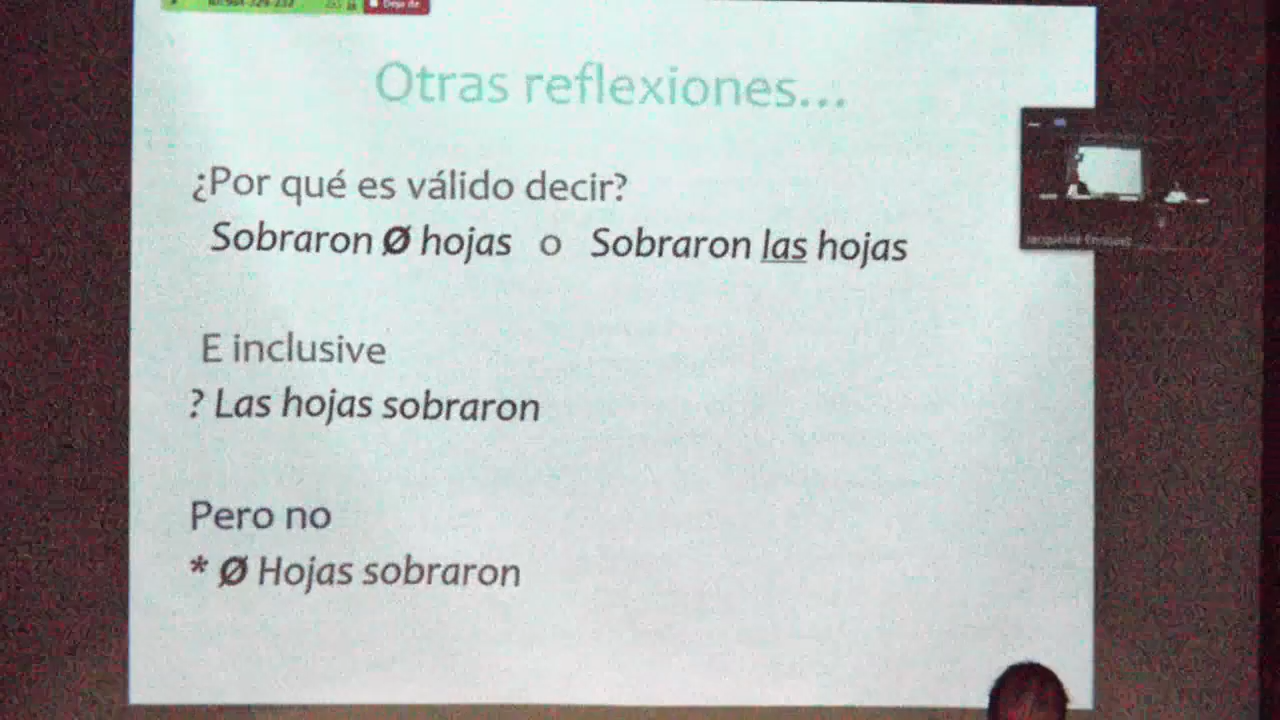 Otras reflexiones...
¿Por qué es válido decir?
Sobraron Ø hojas o Sobraron las hojas
E inclusive
? Las hojas sobraron
Pero no
* Ø Hojas sobraron